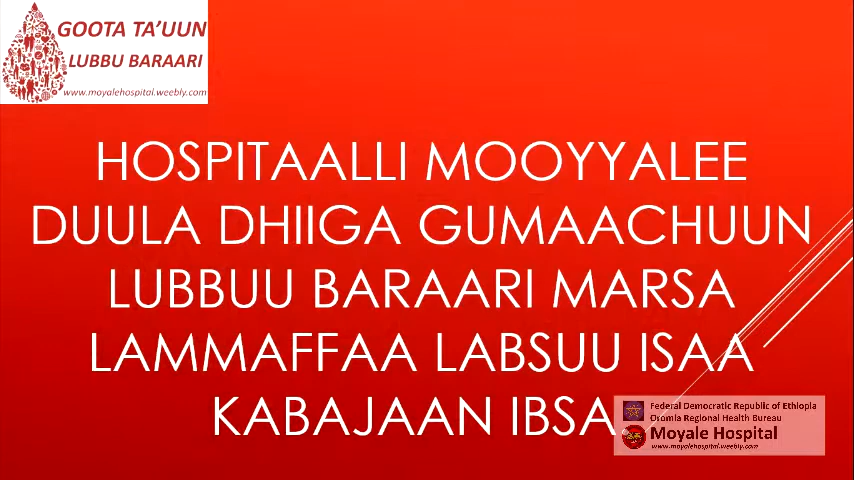 GOOTA TA'UUN
LUBBU BARAARI
www.moyalehospital.weebly.com
HOSPITAALLI MOOYYALEE
DUULA DHIIGA GUMAACHUUN
LUBBUU BARAARI MARSA
LAMMAFFAA LABSUU ISAA
KABAJAAN IBSA.
Federal Democratic Republic of Ethiopia
Oromia Regional Health Bureau
Moyale Hospital
www.moyalehospital.weebly.com